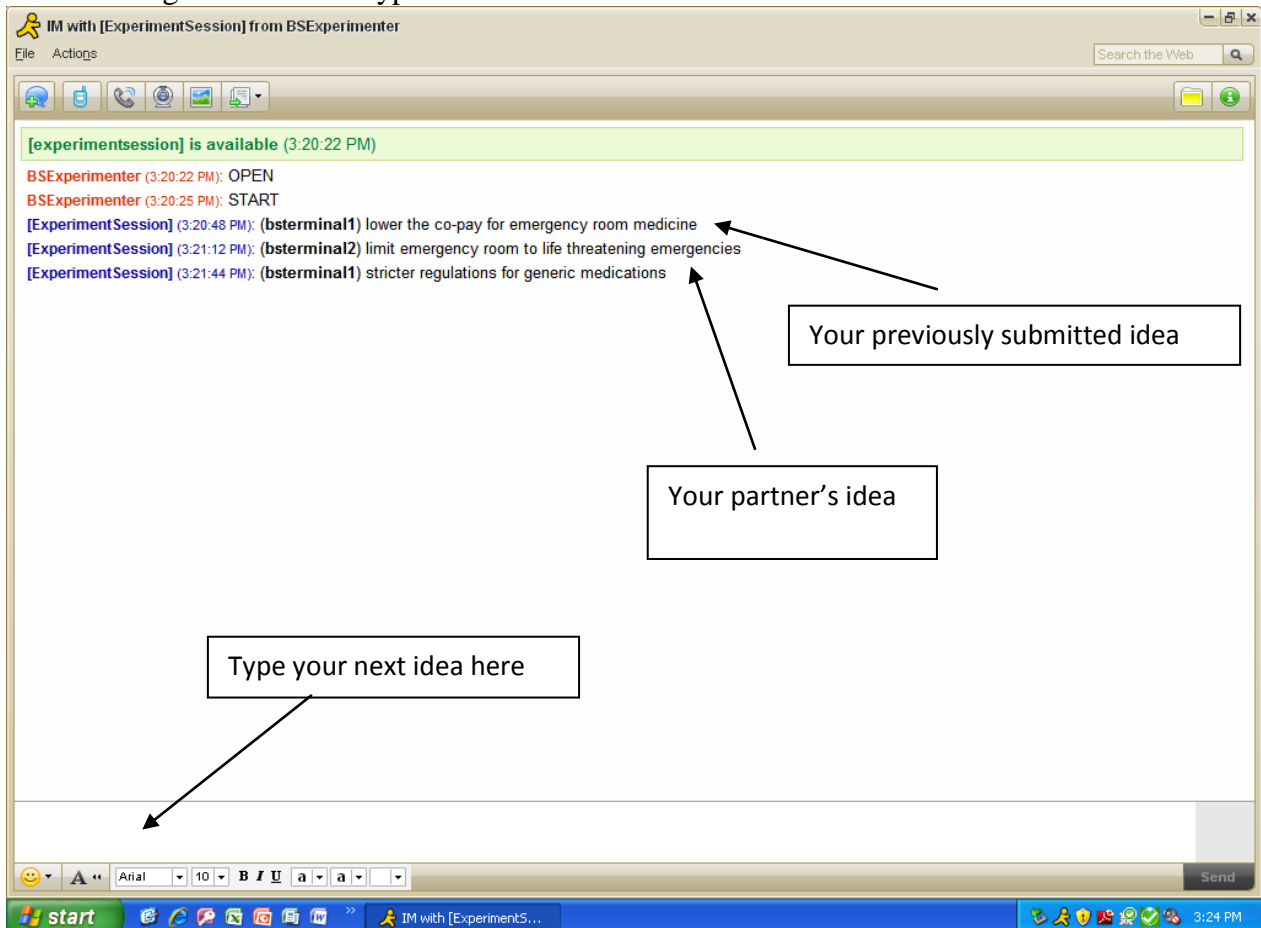 IM with [ExperimentSession] from BSExperimenter
File Actions
Search the Web
[experimentsession] is available (3:20:22 PM)
BSExperimenter (3:20:22 PM): OPEN
BSExperimenter (3:20:25 PM): START
[ExperimentSession] (3:20:48 PM): (bsterminal1) lower the co-pay for emergency room medicine
[ExperimentSession] (3:21:12 PM): (bsterminal2) limit emergency room to life threatening emergencies
[ExperimentSession] (3:21:44 PM): (bsterminal1) stricter regulations for generic medications
Your previously submitted idea
Your partner’s idea
Type your next idea here
A “ Arial 10 B I U a a
Send
start
IM with [ExperimentS...
3:24 PM